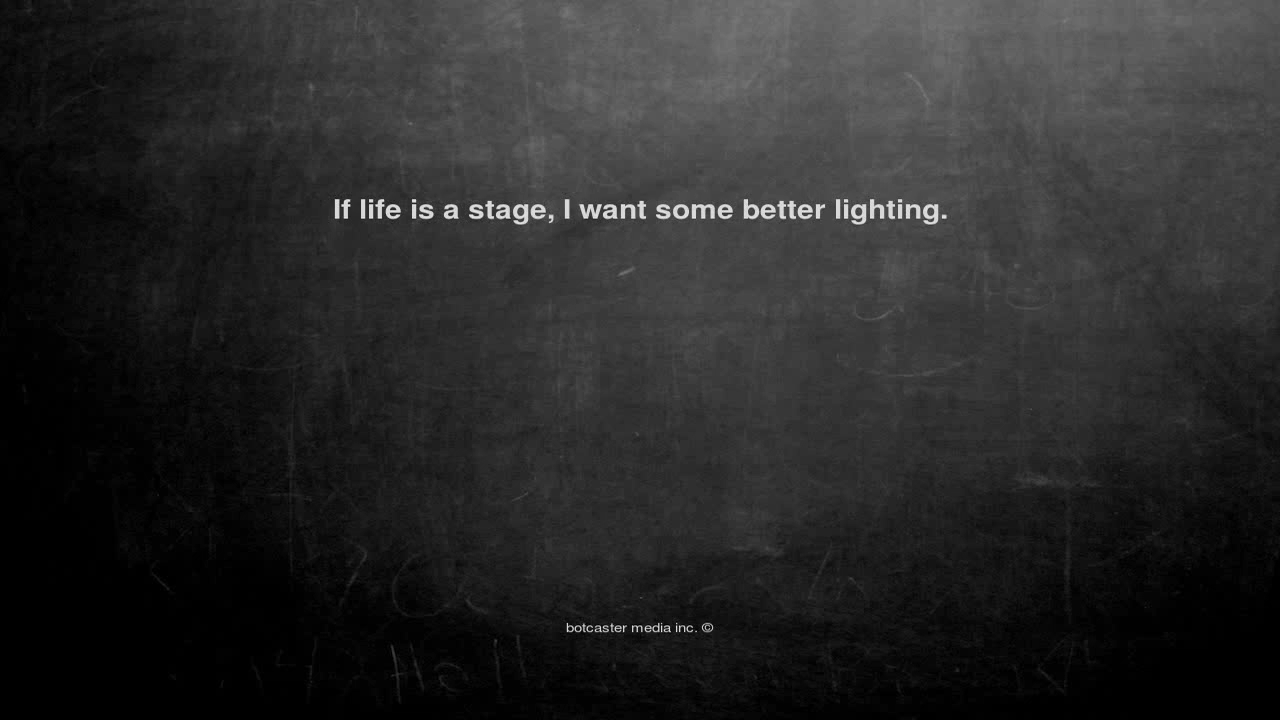 If life is a stage, I want some better lighting.
botcaster media inc. ©